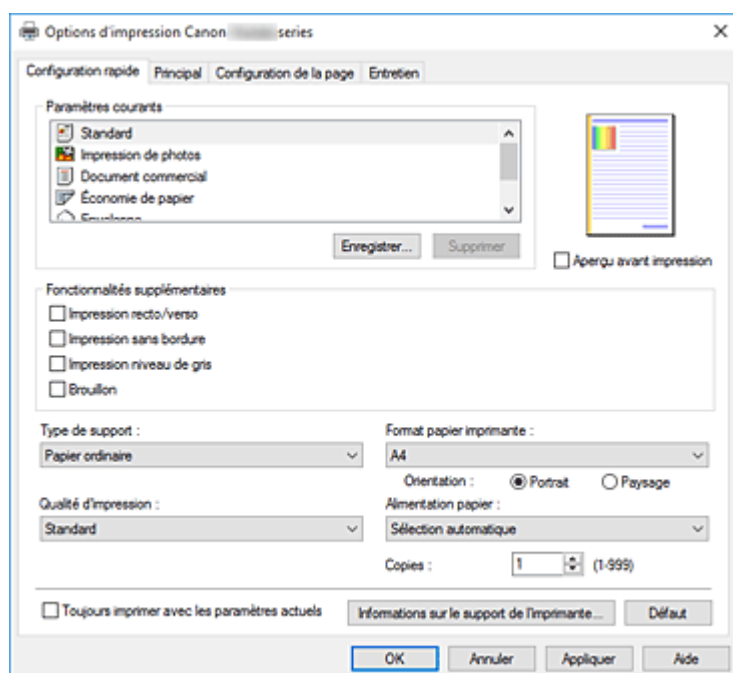 Options d'impression Canon series
Configuration rapide Principal Configuration de la page Entretien
Paramètres courants
Standard
Impression de photos
Document commercial
Économie de papier
Enveloppe
Enregistrer... Supprimer
Aperçu avant impression
Fonctionnalités supplémentaires
Impression recto/verso
Impression sans bordure
Impression niveau de gris
Brouillon
Type de support : Format papier imprimante :
Papier ordinaire A4
Orientation : Portrait Paysage
Qualité d'impression : Alimentation papier :
Standard Sélection automatique
Copies : 1 (1-999)
Toujours imprimer avec les paramètres actuels Informations sur le support de l'imprimante... Défaut
OK Annuler Appliquer Aide